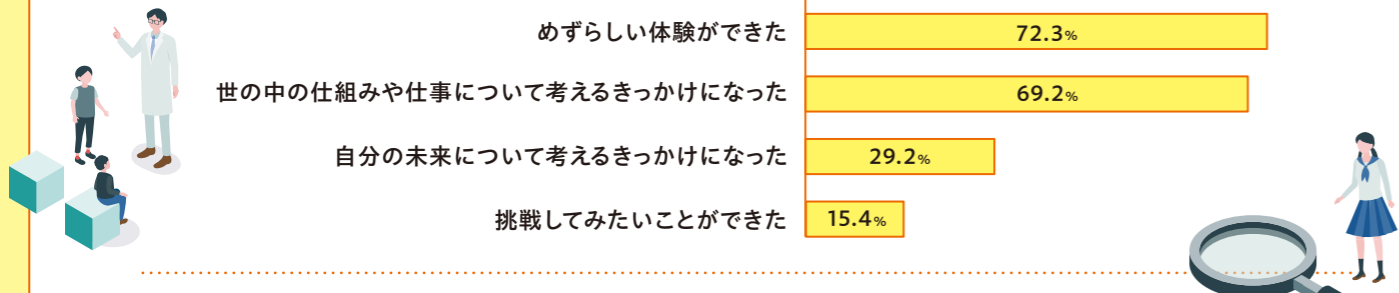 めずらしい体験ができた 72.3%
世の中の仕組みや仕事について考えるきっかけになった 69.2%
自分の未来について考えるきっかけになった 29.2%
挑戦してみたいことができた 15.4%